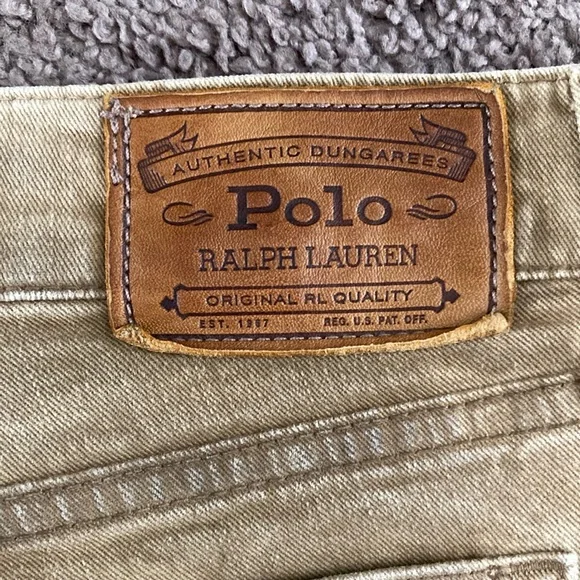 AUTHENTIC DUNGAREES
Polo
RALPH LAUREN
ORIGINAL RL QUALITY
EST. 1967 REG. U.S. PAT. OFF.